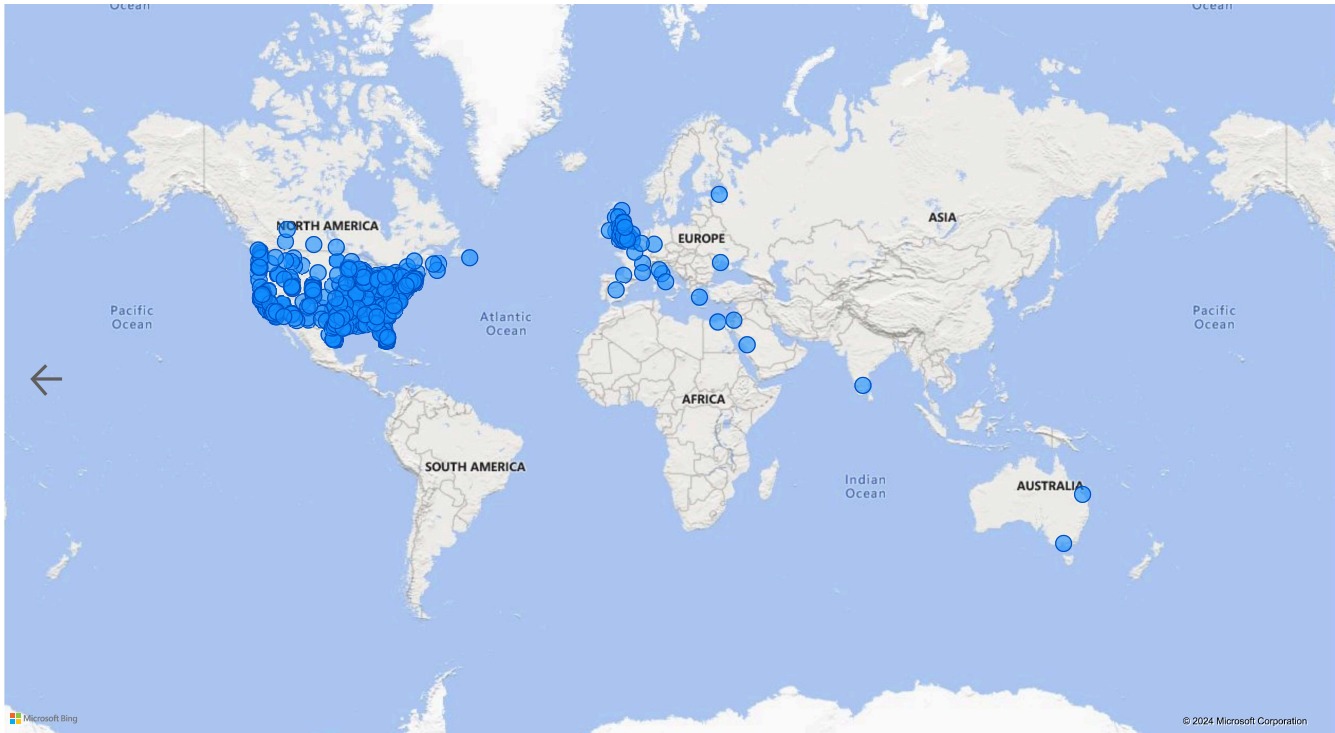 Ocean
Ocean
NORTH AMERICA
ASIA
EUROPE
Pacific
Ocean
Atlantic
Ocean
Pacific
Ocean
AFRICA
SOUTH AMERICA
Indian
Ocean
AUSTRALIA
Microsoft Bing
© 2024 Microsoft Corporation